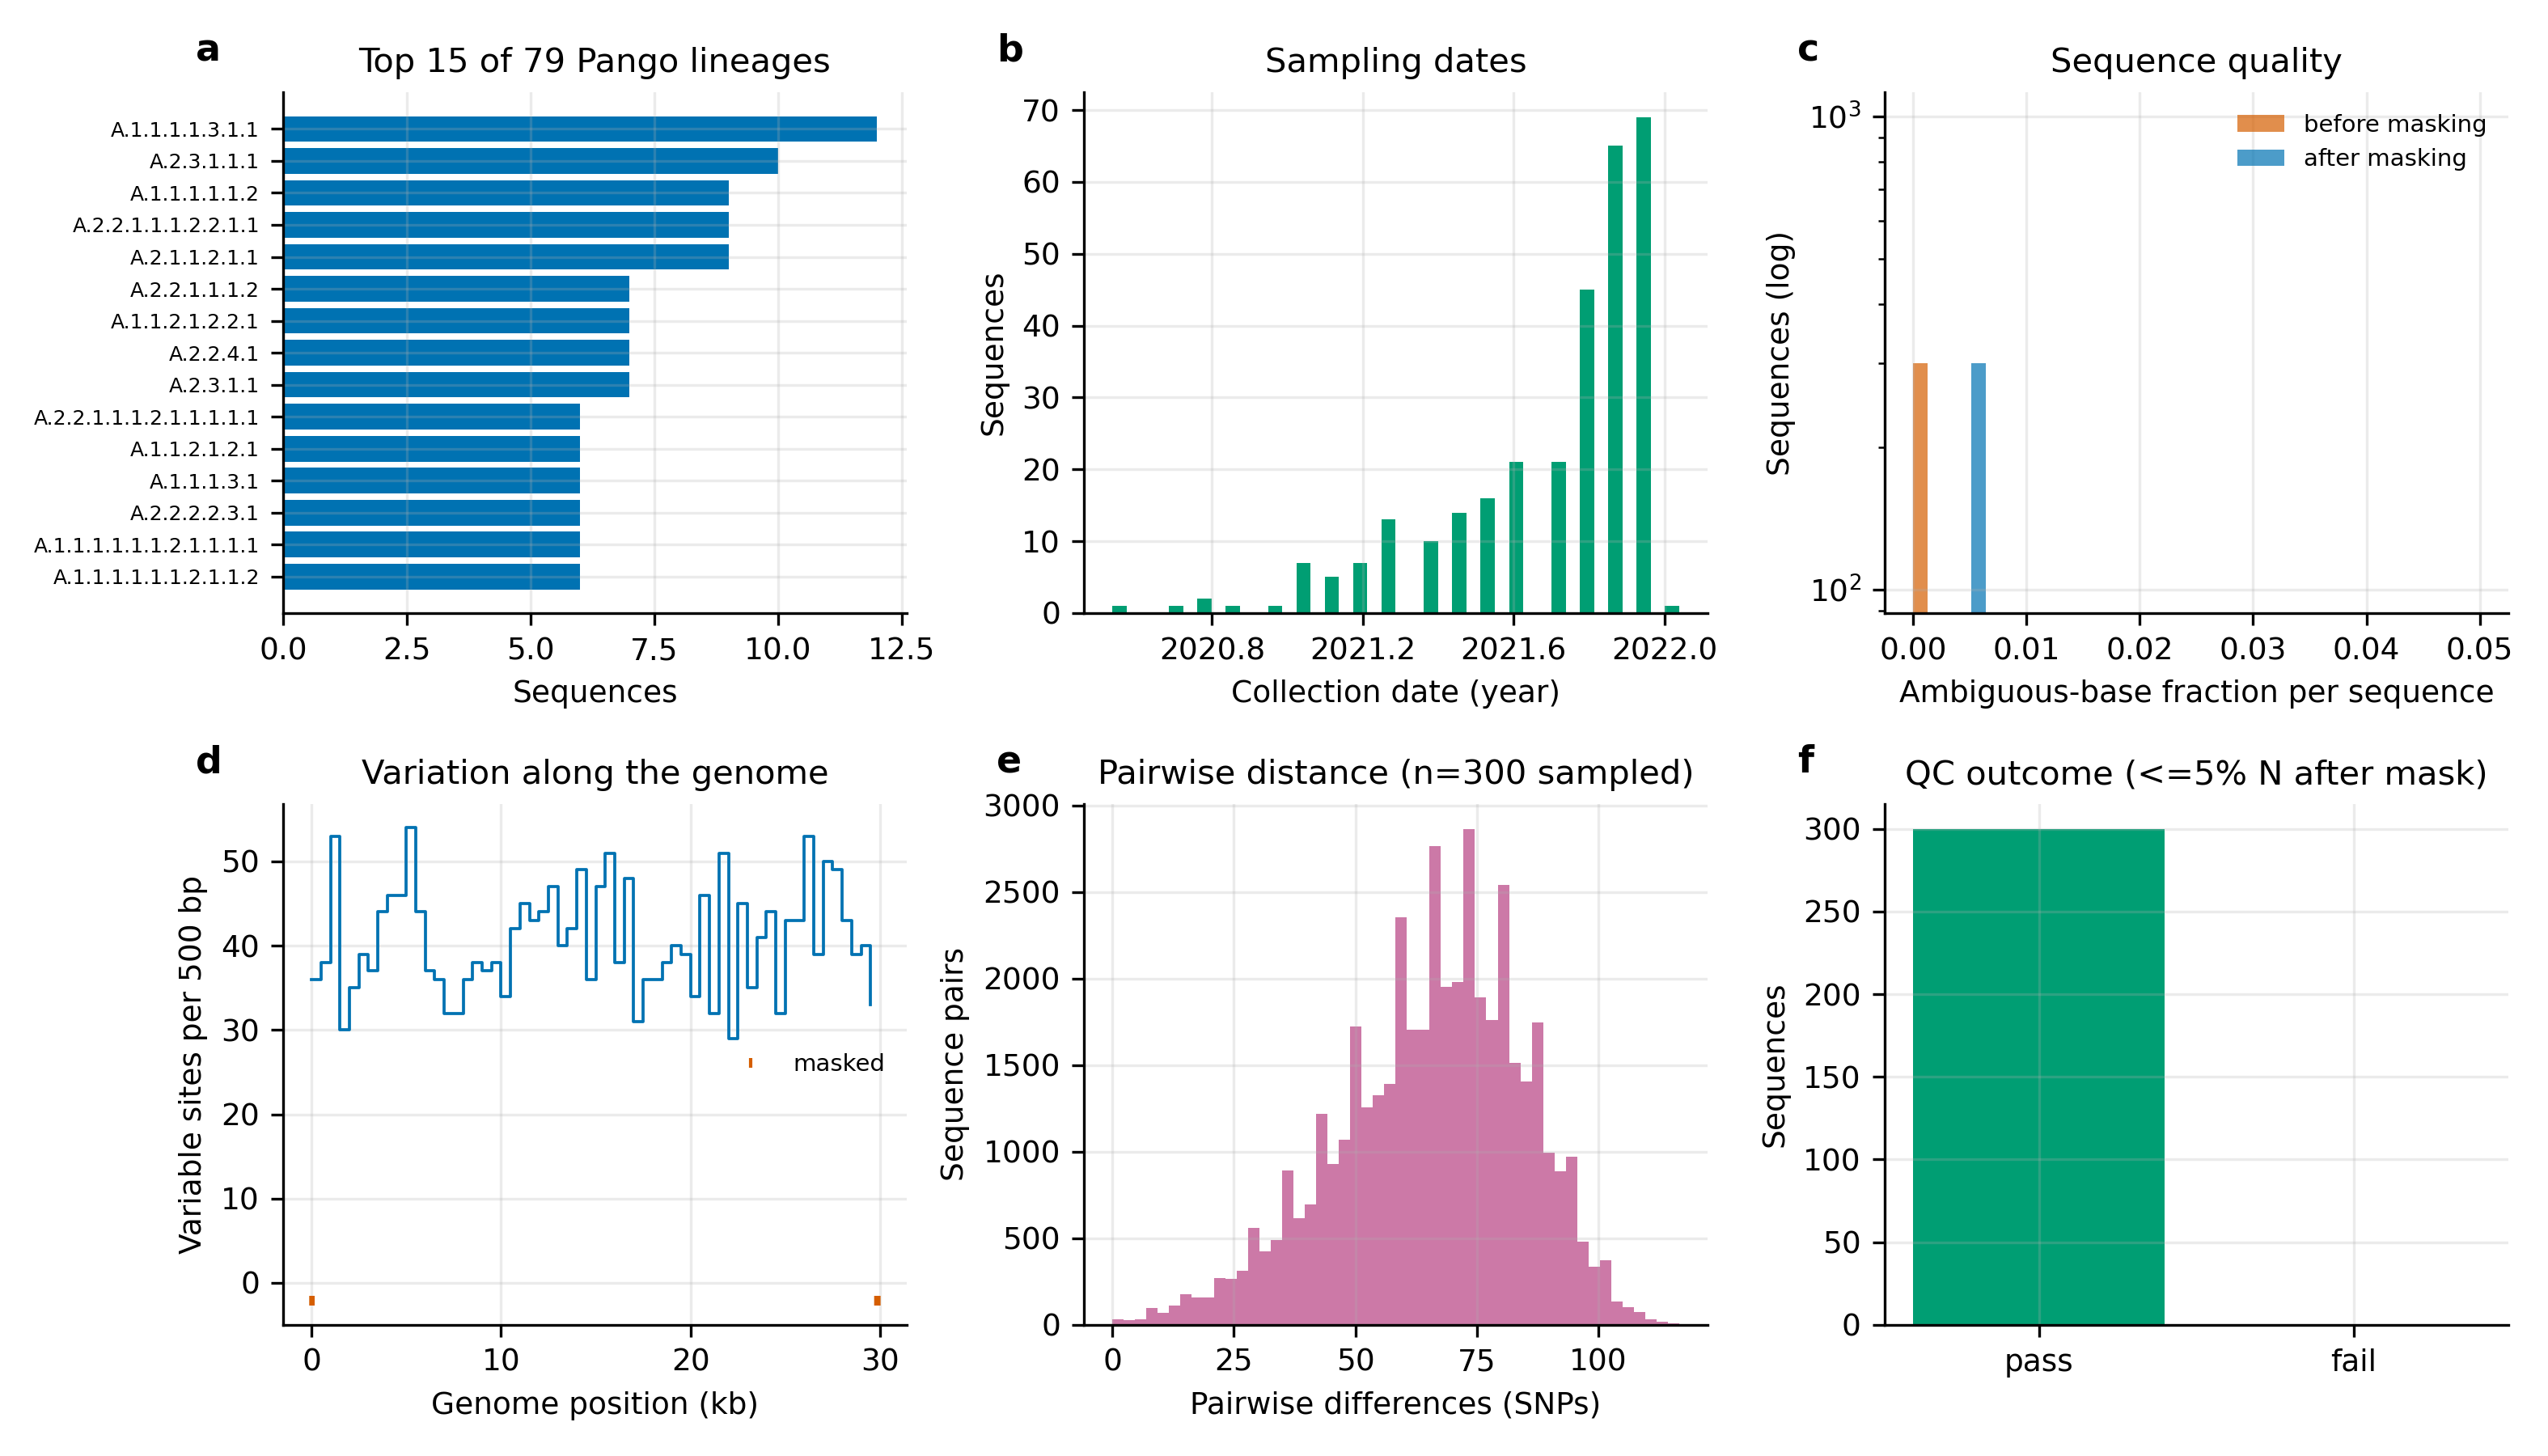 a
Top 15 of 79 Pango lineages
A.1.1.1.1.3.1.1
A.2.3.1.1.1
A.1.1.1.1.1.2
A.2.2.1.1.1.2.2.1.1
A.2.1.1.2.1.1
A.2.2.1.1.1.2
A.1.1.2.1.2.2.1
A.2.2.4.1
A.2.3.1.1
A.2.2.1.1.1.2.1.1.1.1.1
A.1.1.2.1.2.1
A.1.1.1.3.1
A.2.2.2.2.3.1
A.1.1.1.1.1.1.2.1.1.1.1
A.1.1.1.1.1.1.2.1.1.2
0.0 2.5 5.0 7.5 10.0 12.5
Sequences
b
Sampling dates
70
60
50
40
30
20
10
0
Sequences
2020.8 2021.2 2021.6 2022.0
Collection date (year)
c
Sequence quality
10³
10²
Sequences (log)
before masking
after masking
0.00 0.01 0.02 0.03 0.04 0.05
Ambiguous-base fraction per sequence
d
Variation along the genome
50
40
30
20
10
0
Variable sites per 500 bp
masked
0 10 20 30
Genome position (kb)
e
Pairwise distance (n=300 sampled)
3000
2500
2000
1500
1000
500
0
Sequence pairs
0 25 50 75 100
Pairwise differences (SNPs)
f
QC outcome (<=5% N after mask)
300
250
200
150
100
50
0
Sequences
pass fail